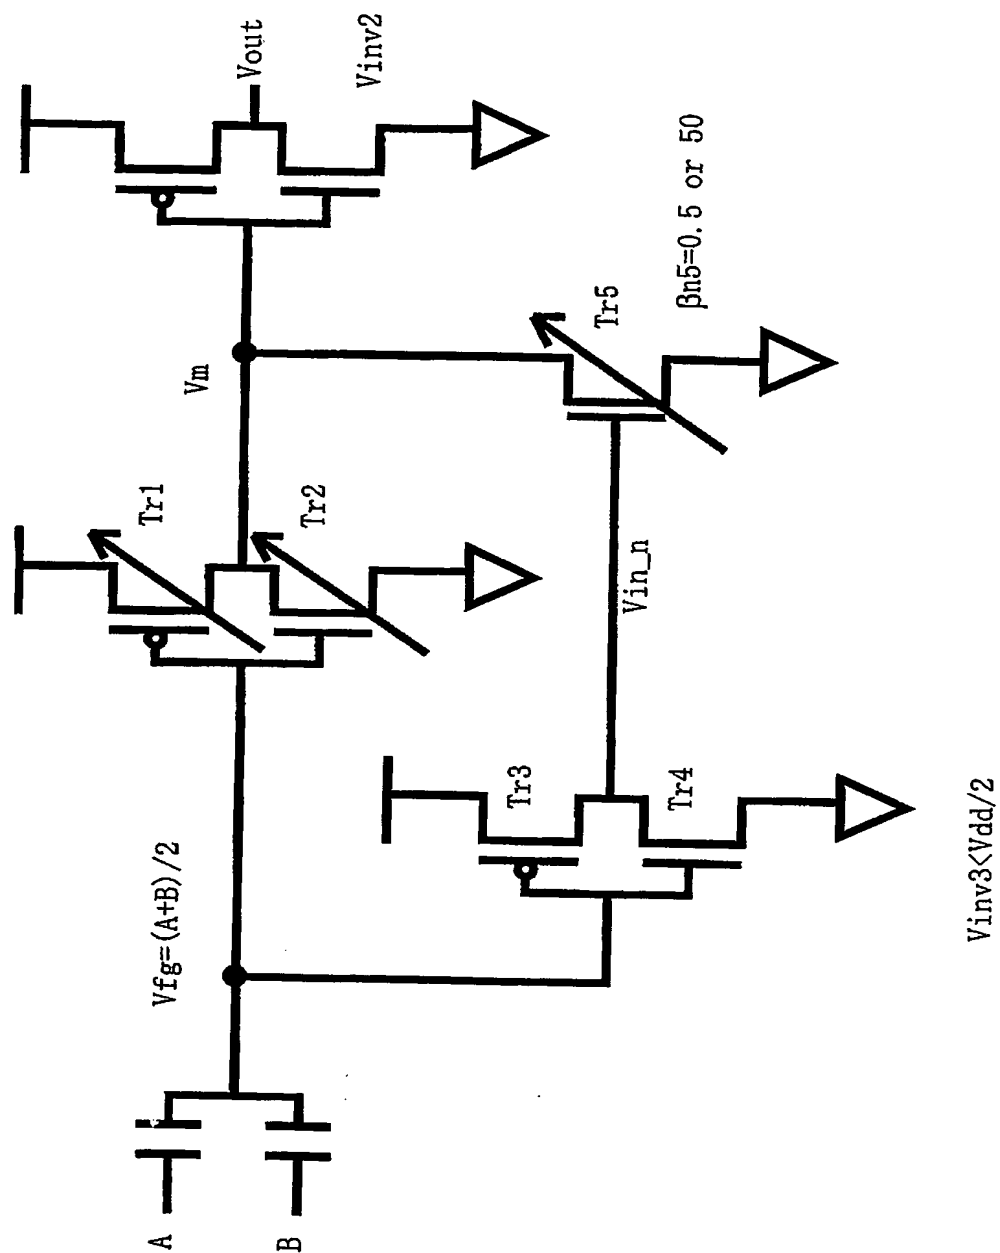 A
B
Vfg=(A+B)/2
Tr1
Tr2
Vm
Vout
Vinv2
Tr3
Tr4
Vin_n
Tr5
βn5=0.5 or 50
Vinv3<Vdd/2